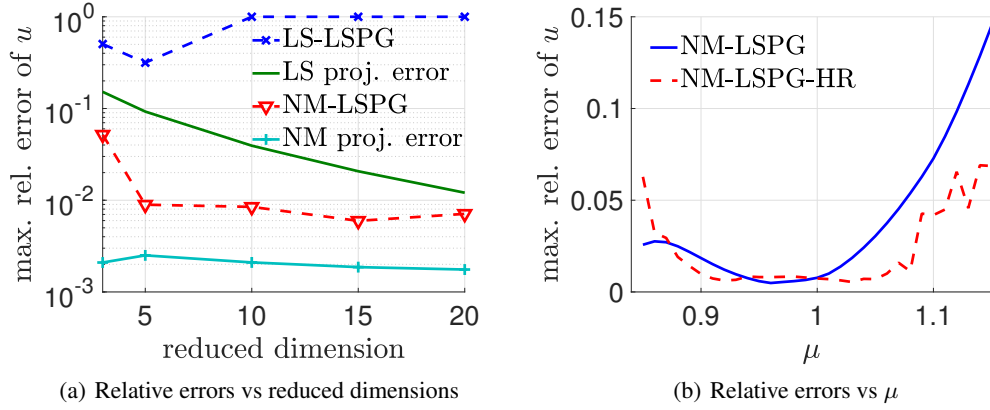 max. rel. error of u
10^0
10^-1
10^-2
10^-3
LS-LSPG
LS proj. error
NM-LSPG
NM proj. error
5
10
15
20
reduced dimension
(a) Relative errors vs reduced dimensions
max. rel. error of u
0.15
0.1
0.05
0
NM-LSPG
NM-LSPG-HR
0.9
1
1.1
μ
(b) Relative errors vs μ